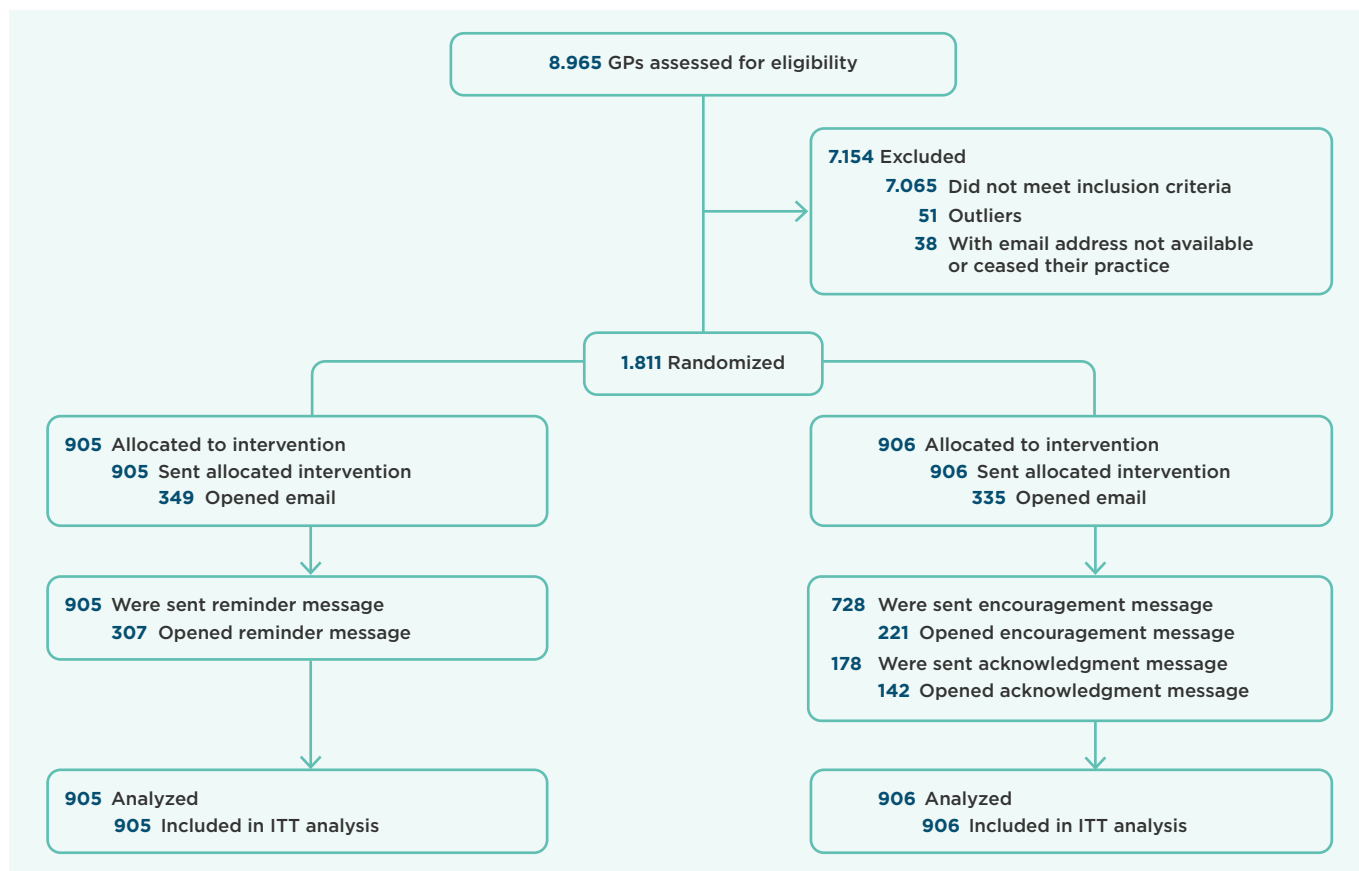 8.965 GPs assessed for eligibility
7.154 Excluded
7.065 Did not meet inclusion criteria
51 Outliers
38 With email address not available
or ceased their practice
1.811 Randomized
905 Allocated to intervention
905 Sent allocated intervention
349 Opened email
906 Allocated to intervention
906 Sent allocated intervention
335 Opened email
905 Were sent reminder message
307 Opened reminder message
728 Were sent encouragement message
221 Opened encouragement message
178 Were sent acknowledgment message
142 Opened acknowledgment message
905 Analyzed
905 Included in ITT analysis
906 Analyzed
906 Included in ITT analysis